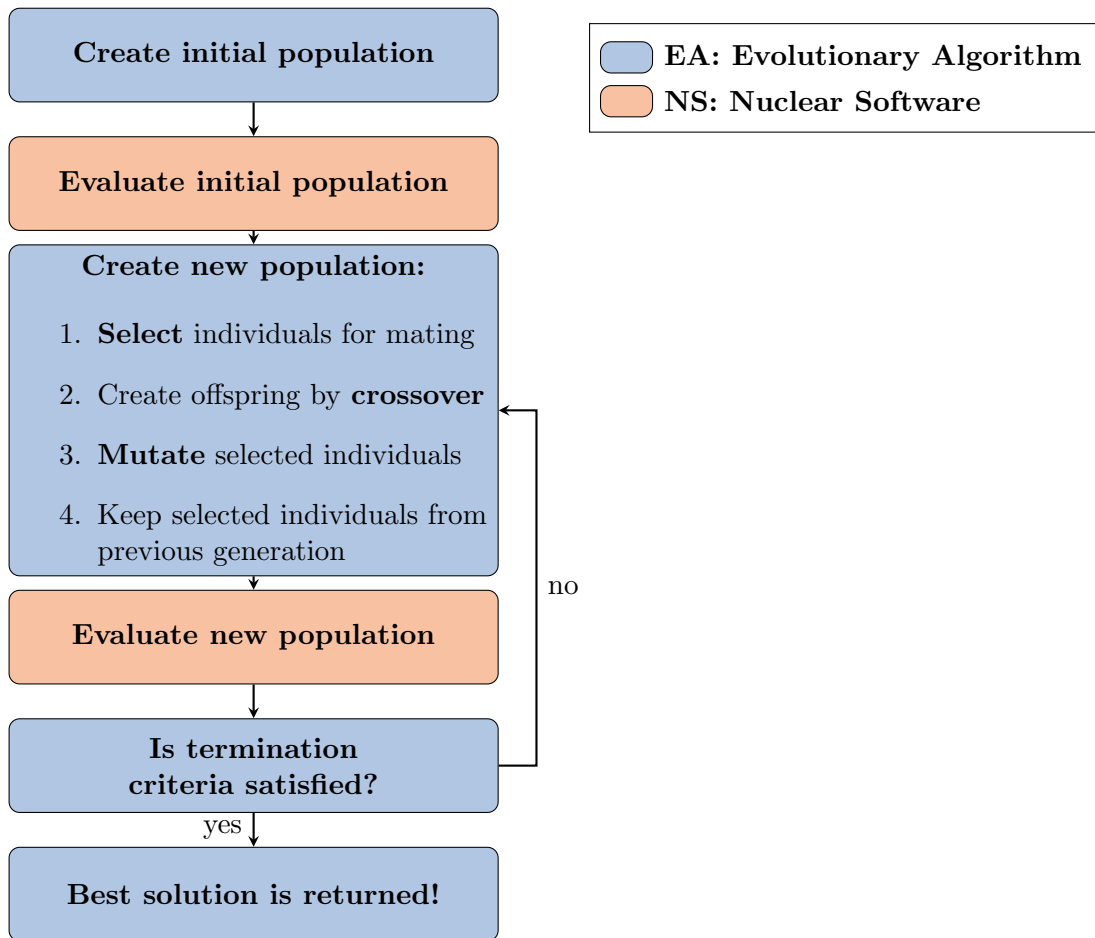 Create initial population
EA: Evolutionary Algorithm
NS: Nuclear Software
Evaluate initial population
Create new population:
1. Select individuals for mating
2. Create offspring by crossover
3. Mutate selected individuals
4. Keep selected individuals from
previous generation
no
Evaluate new population
Is termination
criteria satisfied?
yes
Best solution is returned!